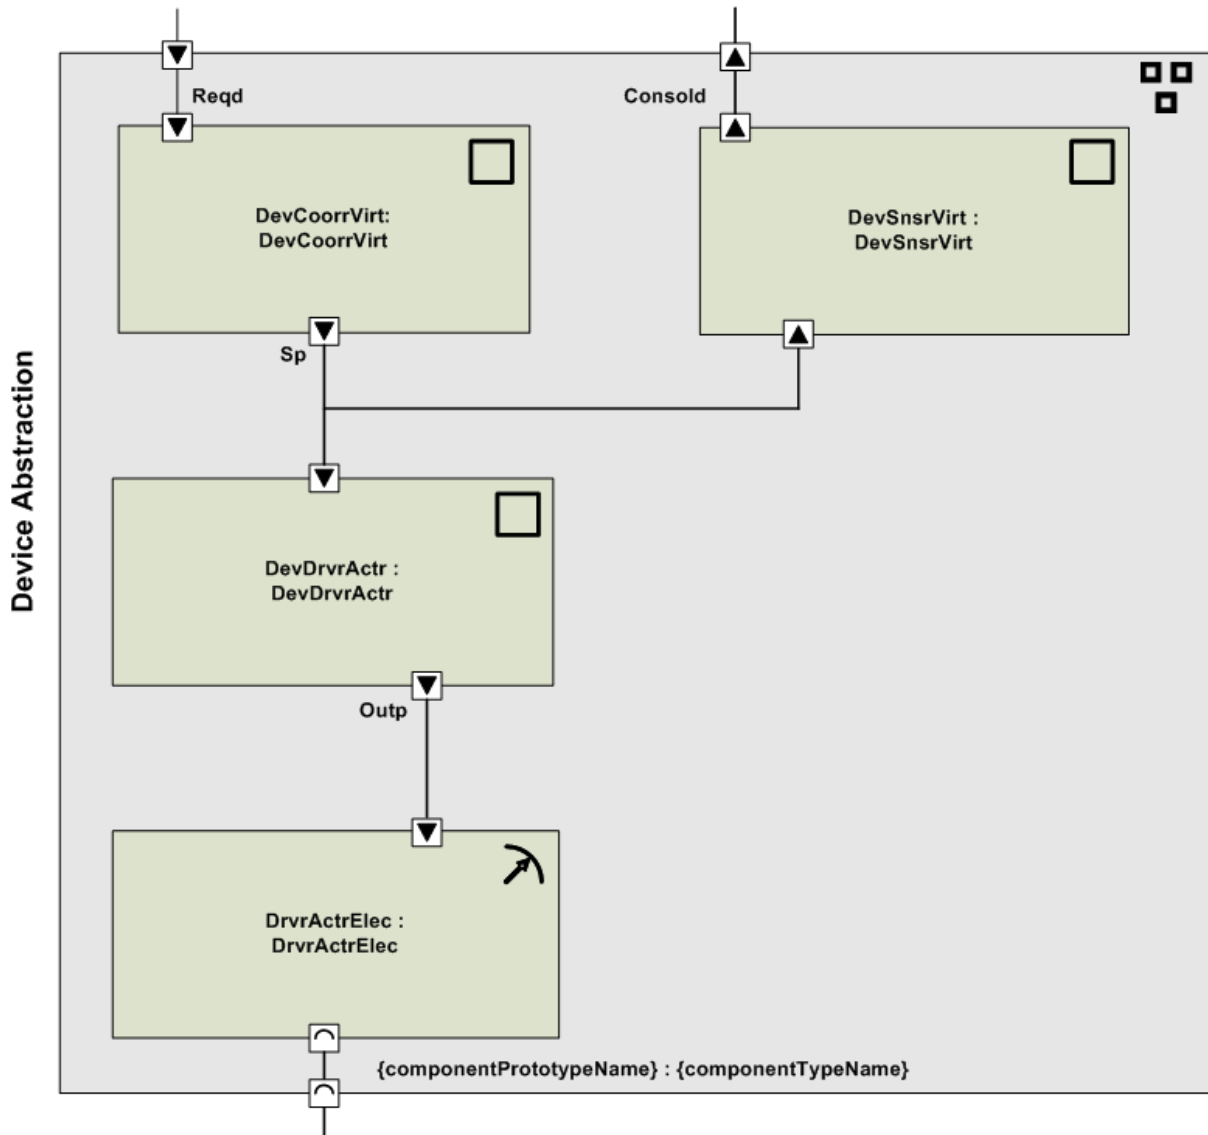 Reqd
Consold
DevCoorrVirt:
DevCoorrVirt
DevSnsrVirt :
DevSnsrVirt
Sp
Device Abstraction
DevDrvrActr :
DevDrvrActr
Outp
DrvrActrElec :
DrvrActrElec
{componentPrototypeName} : {componentTypeName}